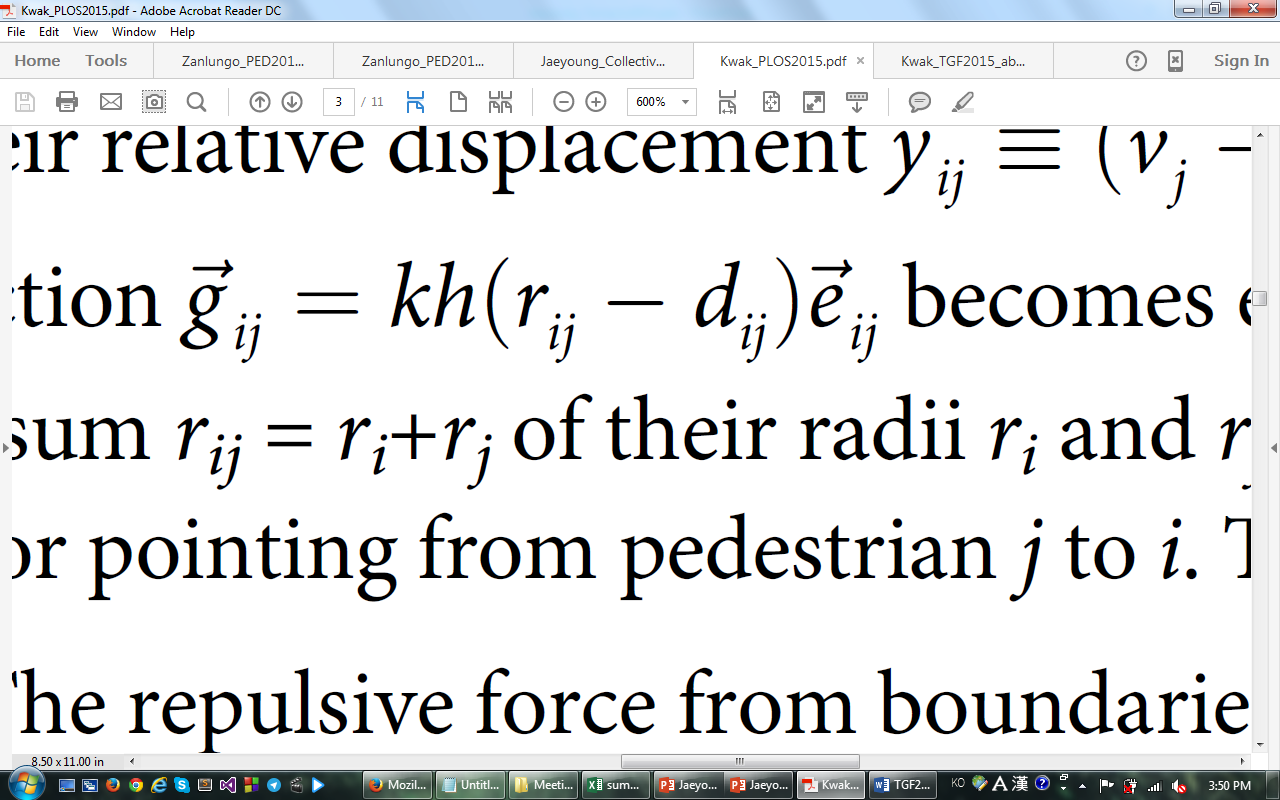 Kwak_PLOS2015.pdf - Adobe Acrobat Reader DC
File Edit View Window Help
Home Tools Zanlungo_PED201... Zanlungo_PED201... Jaeyoung_Collectiv... Kwak_PLOS2015.pdf × Kwak_TGF2015_ab... Sign In
3 / 11 600%
eir relative displacement y_ij ≡ (v_j −
ction g⃗_ij = kh(r_ij − d_ij)e⃗_ij becomes e
sum r_ij = r_i+r_j of their radii r_i and r_j
or pointing from pedestrian j to i. T
The repulsive force from boundarie
8.50 x 11.00 in
Mozil... Untitl... Meeti... sum... Jaeyo... Jaeyo... Kwak... TGF2... KO A 漢 3:50 PM